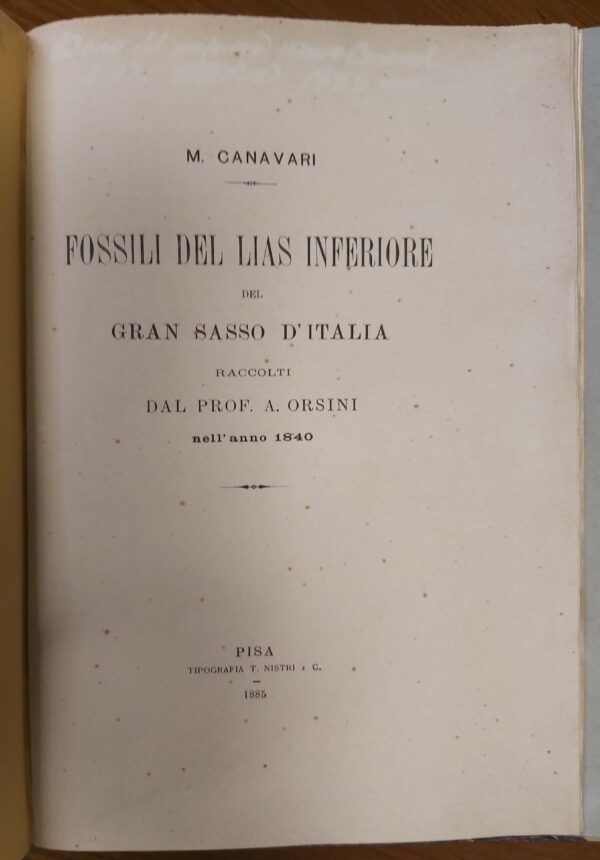 M. CANAVARI
FOSSILI DEL LIAS INFERIORE
DEL
GRAN SASSO D'ITALIA
RACCOLTI
DAL PROF. A. ORSINI
nell'anno 1840
PISA
TIPOGRAFIA T. NISTRI E C.
1885